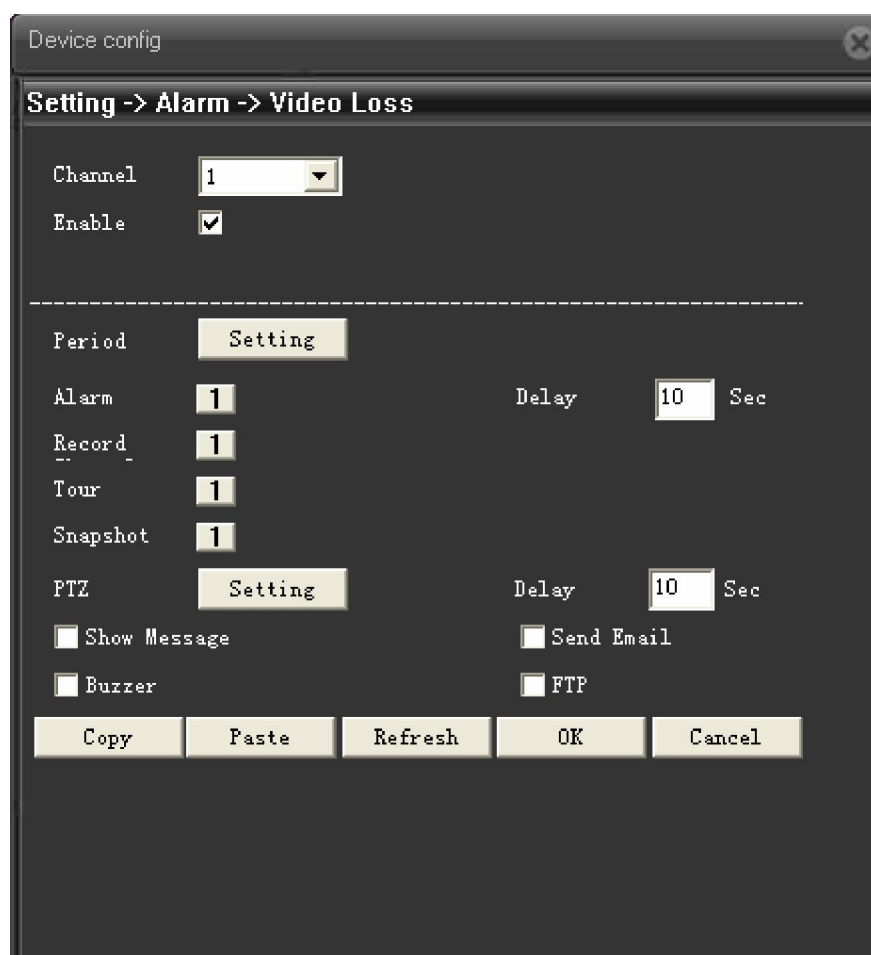 Device config
Setting -> Alarm -> Video Loss
Channel 1
Enable
Period Setting
Alarm 1 Delay 10 Sec
Record 1
Tour 1
Snapshot 1
PTZ Setting Delay 10 Sec
Show Message Send Email
Buzzer FTP
Copy Paste Refresh OK Cancel